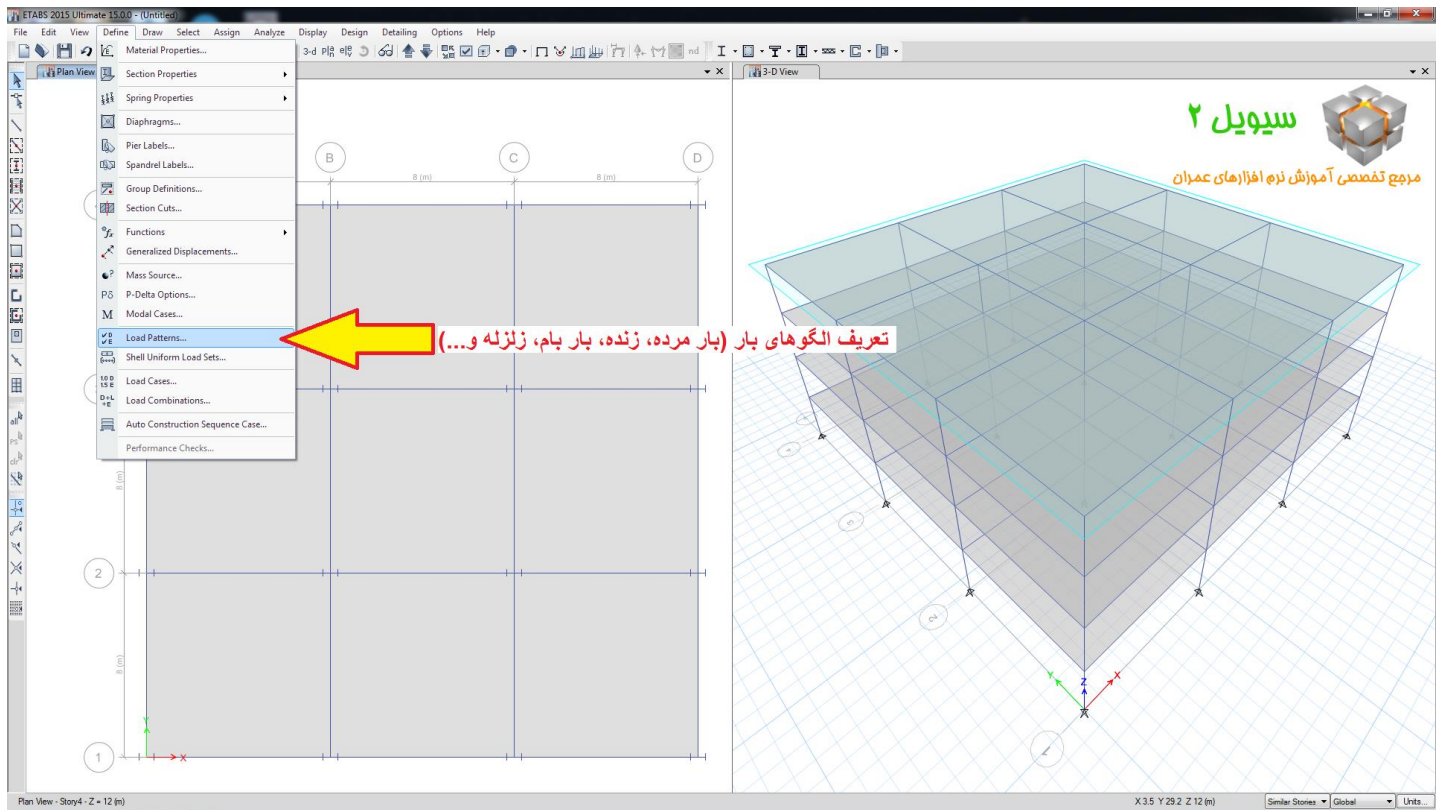 ETABS 2015 Ultimate 15.0.0 - (Untitled)
File Edit View Define Draw Select Assign Analyze Display Design Detailing Options Help
3-d
nd
Plan View
3-D View
Material Properties...
Section Properties
Spring Properties
Diaphragms...
Pier Labels...
Spandrel Labels...
Group Definitions...
Section Cuts...
Functions
Generalized Displacements...
Mass Source...
P-Delta Options...
Modal Cases...
Load Patterns...
Shell Uniform Load Sets...
Load Cases...
Load Combinations...
Auto Construction Sequence Case...
Performance Checks...
B
C
D
8 (m)
8 (m)
تعریف الگوهای بار (بار مرده، زنده، بار بام، زلزله و...)
سیویل ۲
مرجع تخصصی آموزش نرم افزارهای عمران
8 (m)
2
8 (m)
1
Y
X
Y
Z
X
3
2
1
Plan View - Story4 - Z = 12 (m)
X 3.5 Y 29.2 Z 12 (m)
Similar Stories
Global
Units...